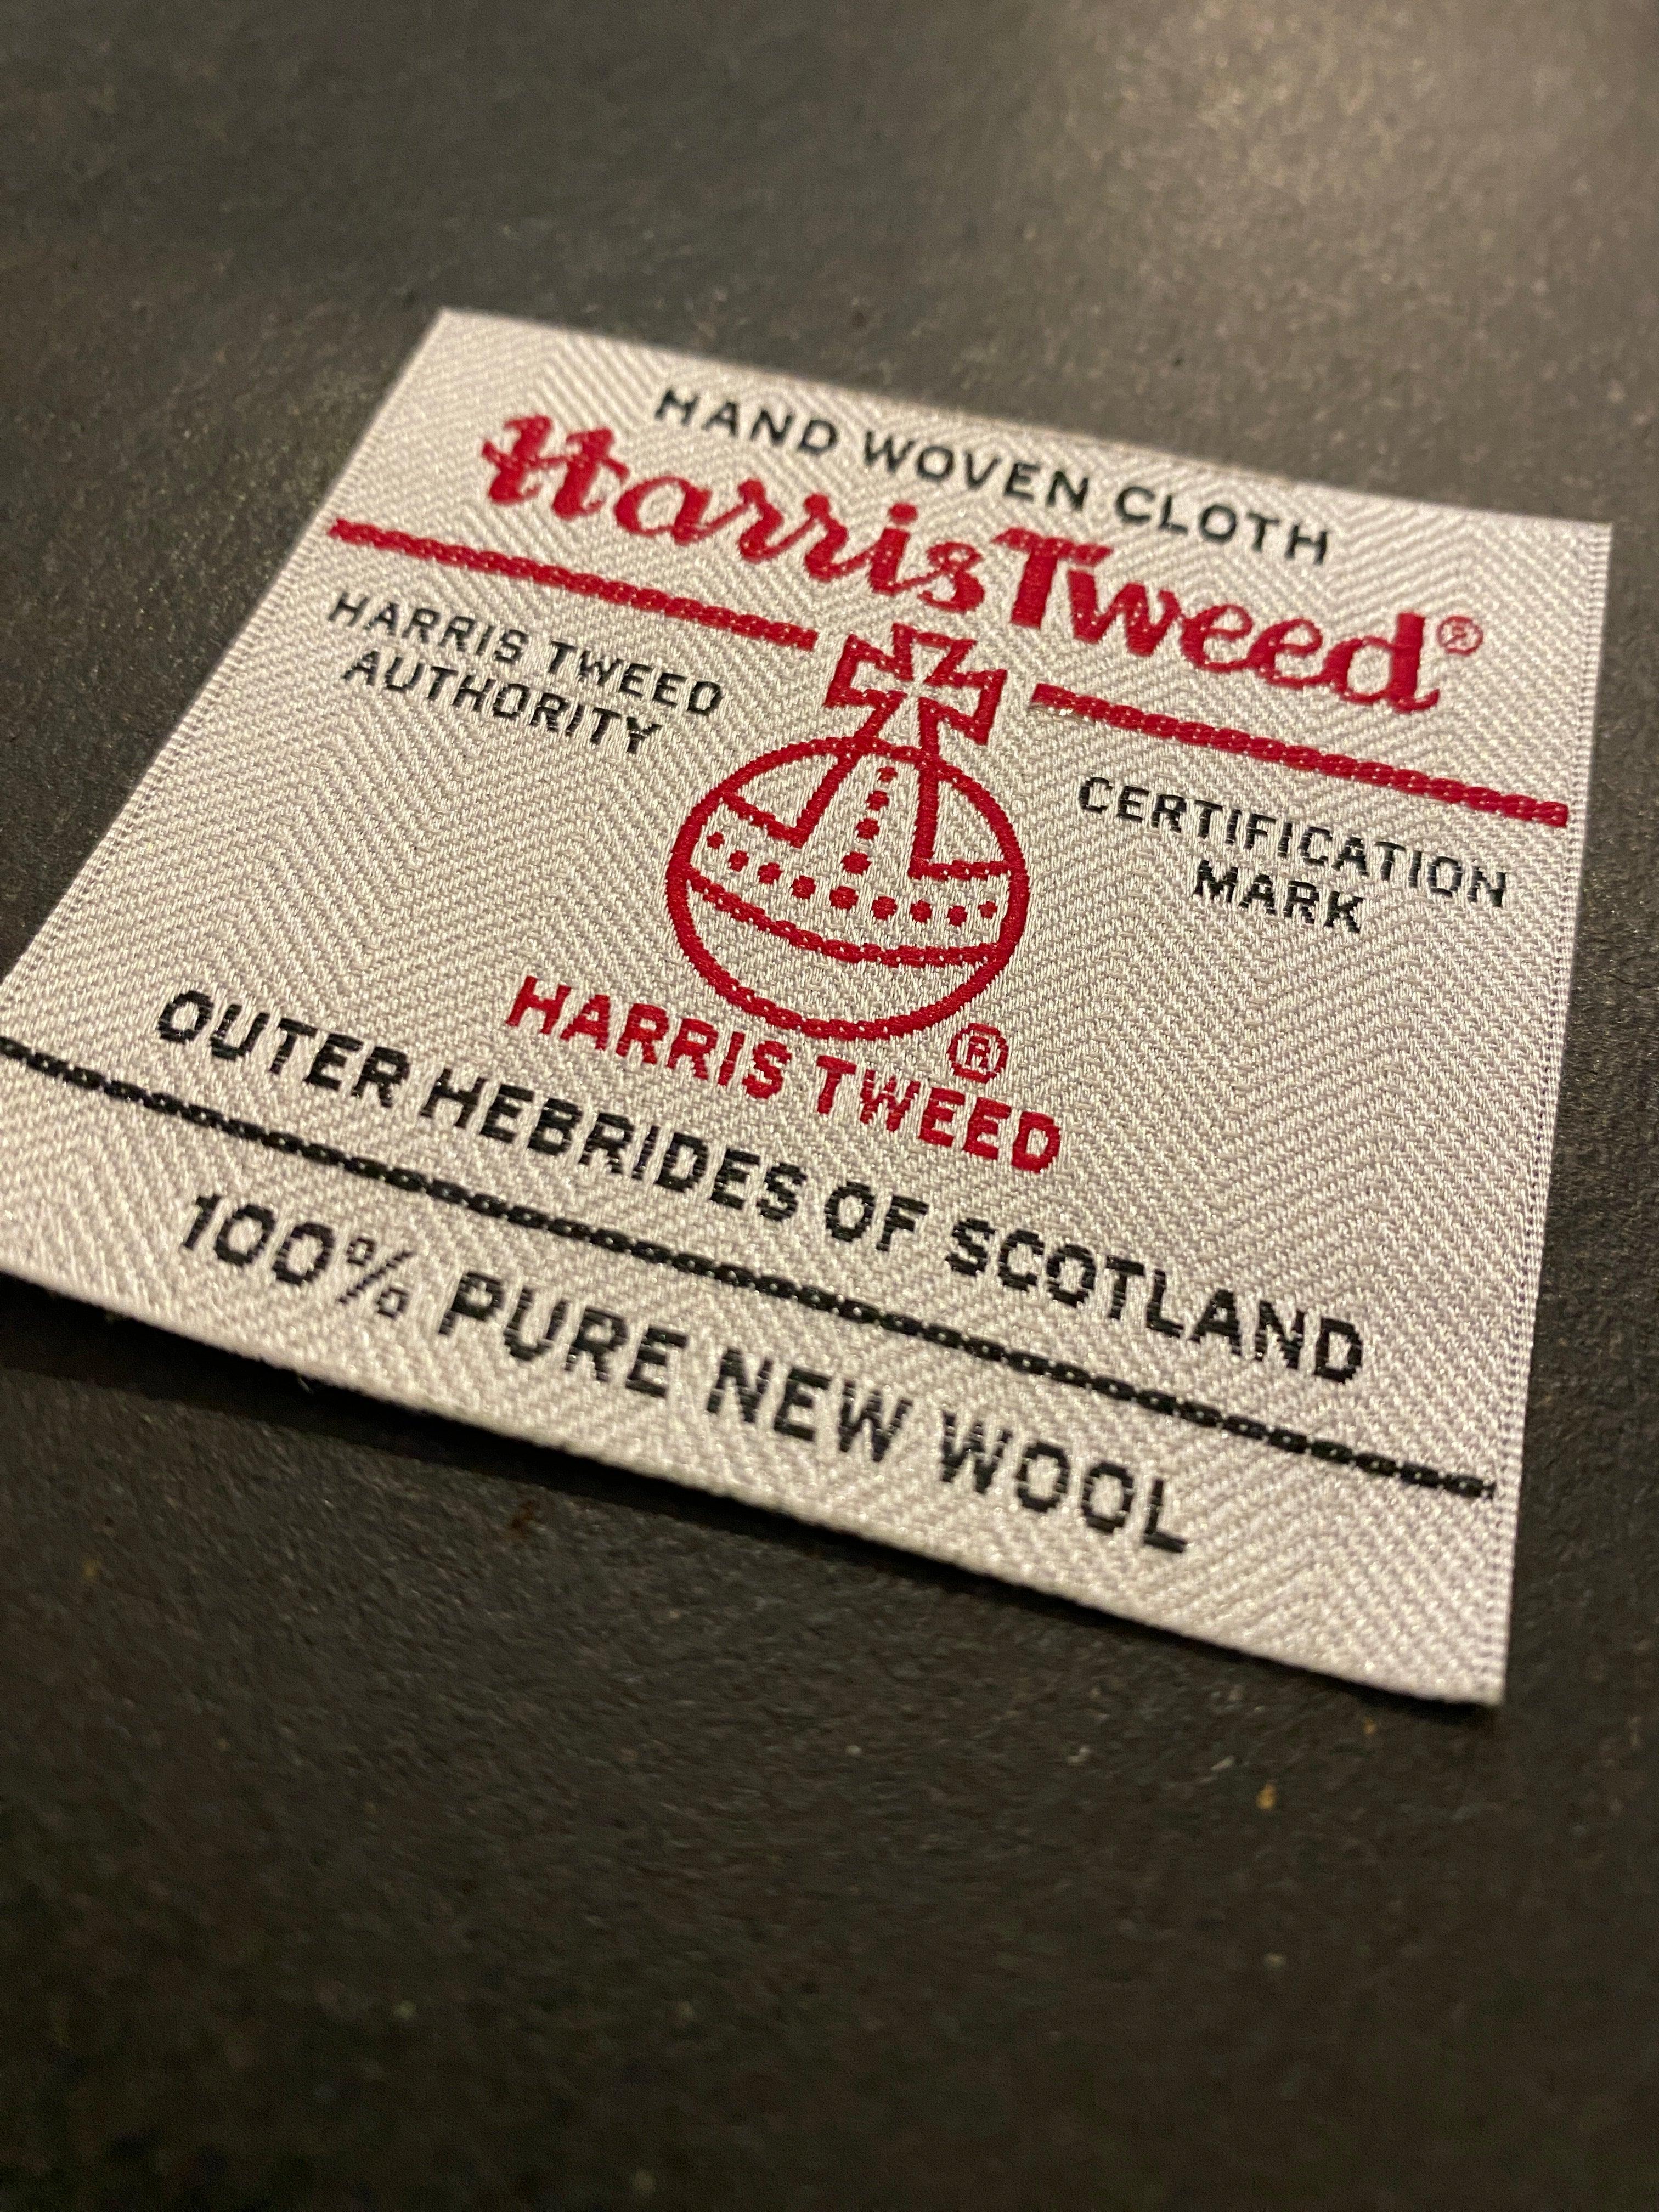 HAND WOVEN CLOTH
Harris Tweed®
HARRIS TWEED
AUTHORITY
CERTIFICATION
MARK
®
HARRIS TWEED
OUTER HEBRIDES OF SCOTLAND
100% PURE NEW WOOL